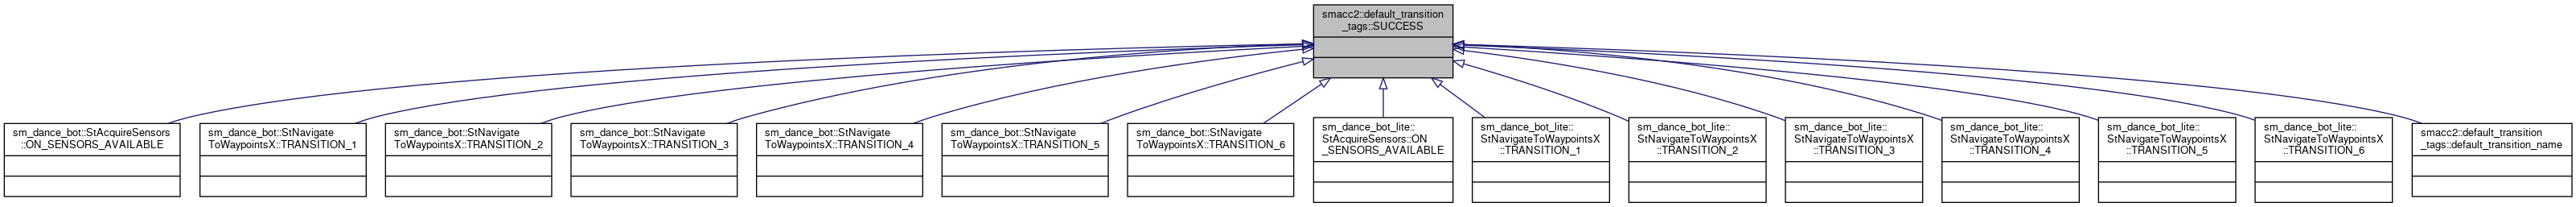 smacc2::default_transition
_tags::SUCCESS
sm_dance_bot::StAcquireSensors
::ON_SENSORS_AVAILABLE
sm_dance_bot::StNavigate
ToWaypointsX::TRANSITION_1
sm_dance_bot::StNavigate
ToWaypointsX::TRANSITION_2
sm_dance_bot::StNavigate
ToWaypointsX::TRANSITION_3
sm_dance_bot::StNavigate
ToWaypointsX::TRANSITION_4
sm_dance_bot::StNavigate
ToWaypointsX::TRANSITION_5
sm_dance_bot::StNavigate
ToWaypointsX::TRANSITION_6
sm_dance_bot_lite::
StAcquireSensors::ON
_SENSORS_AVAILABLE
sm_dance_bot_lite::
StNavigateToWaypointsX
::TRANSITION_1
sm_dance_bot_lite::
StNavigateToWaypointsX
::TRANSITION_2
sm_dance_bot_lite::
StNavigateToWaypointsX
::TRANSITION_3
sm_dance_bot_lite::
StNavigateToWaypointsX
::TRANSITION_4
sm_dance_bot_lite::
StNavigateToWaypointsX
::TRANSITION_5
sm_dance_bot_lite::
StNavigateToWaypointsX
::TRANSITION_6
smacc2::default_transition
_tags::default_transition_name